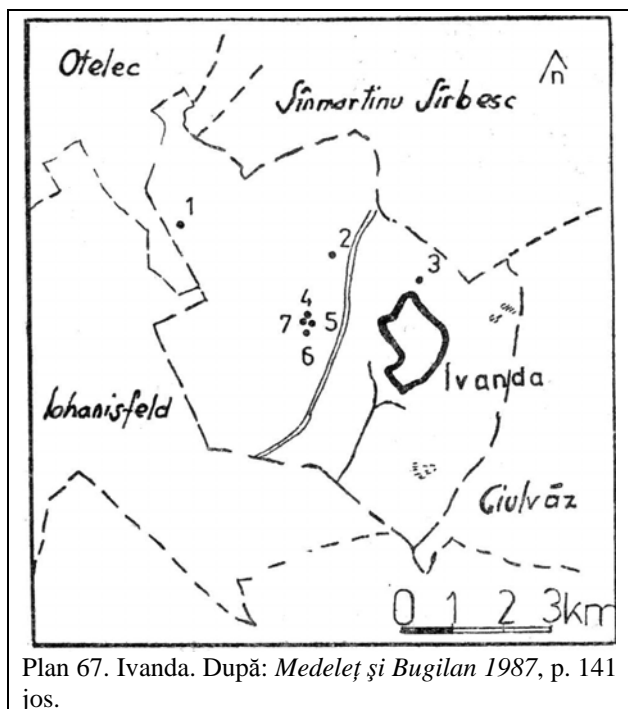 Otelec
n
Sînmartinu Sîrbesc
1
2
3
4
7 5
6
Ivanda
Iohanisfeld
Ciulvăz
0 1 2 3km
Plan 67. Ivanda. După: Medeleţ şi Bugilan 1987, p. 141
jos.